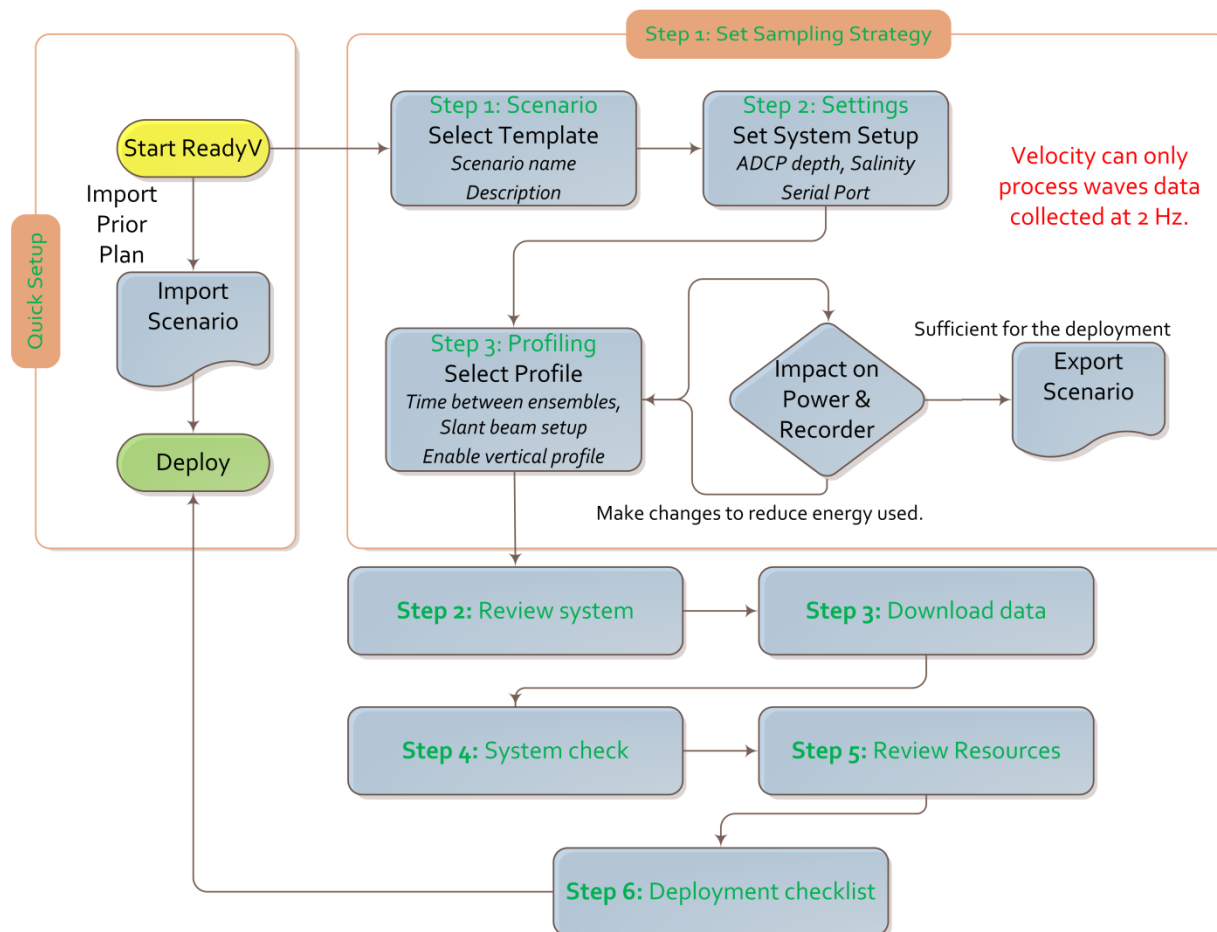 Step 1: Set Sampling Strategy
Quick Setup
Start ReadyV
Import
Prior
Plan
Import
Scenario
Deploy
Step 1: Scenario
Select Template
Scenario name
Description
Step 2: Settings
Set System Setup
ADCP depth, Salinity
Serial Port
Velocity can only
process waves data
collected at 2 Hz.
Step 3: Profiling
Select Profile
Time between ensembles,
Slant beam setup
Enable vertical profile
Impact on
Power &
Recorder
Sufficient for the deployment
Export
Scenario
Make changes to reduce energy used.
Step 2: Review system
Step 3: Download data
Step 4: System check
Step 5: Review Resources
Step 6: Deployment checklist